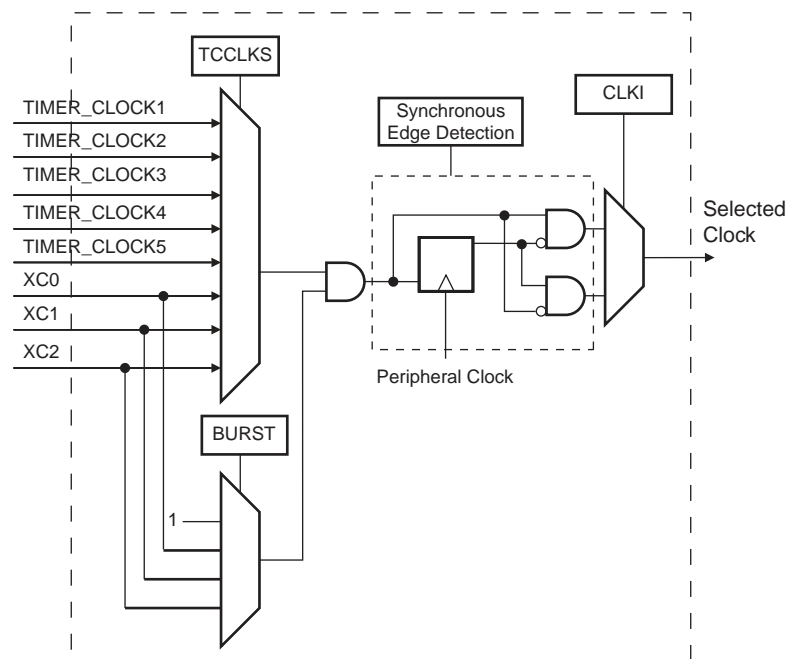 TCCLKS
TIMER_CLOCK1
TIMER_CLOCK2
TIMER_CLOCK3
TIMER_CLOCK4
TIMER_CLOCK5
XC0
XC1
XC2
Synchronous
Edge Detection
CLKI
Selected
Clock
Peripheral Clock
BURST
1